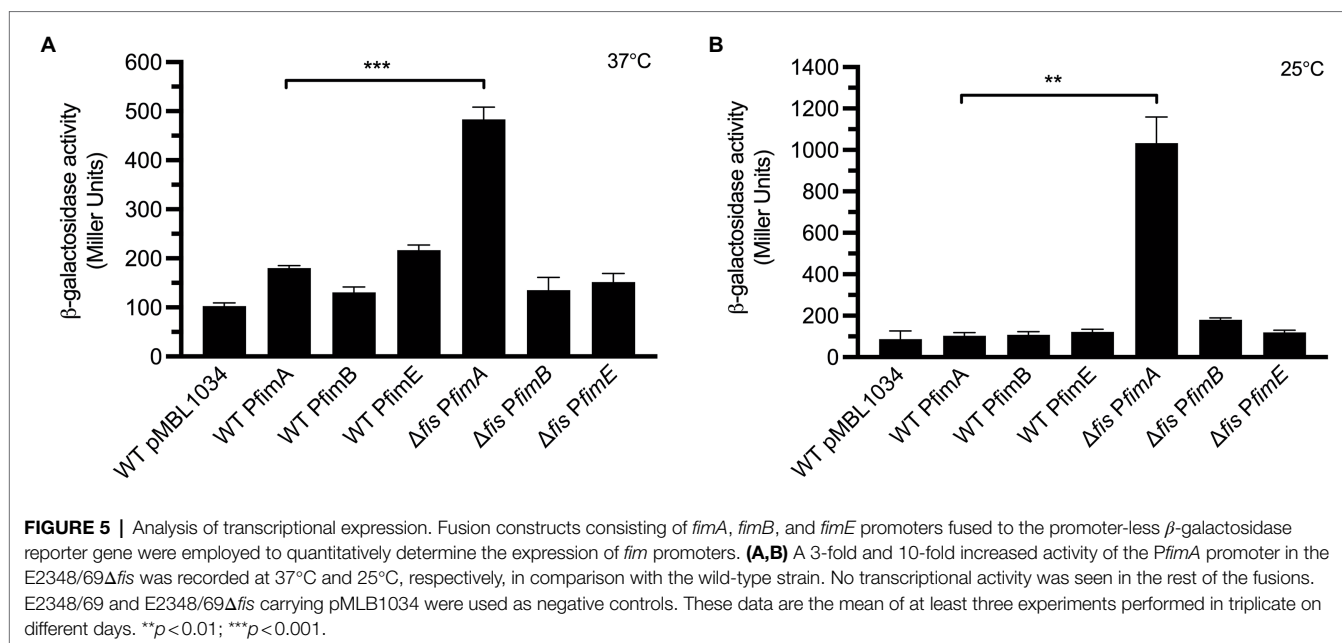 A
37°C
***
β-galactosidase activity
(Miller Units)
600
500
400
300
200
100
0
WT pMBL1034
WT PfimA
WT PfimB
WT PfimE
Δfis PfimA
Δfis PfimB
Δfis PfimE
B
25°C
**
β-galactosidase activity
(Miller Units)
1400
1200
1000
800
600
400
200
0
WT pMBL1034
WT PfimA
WT PfimB
WT PfimE
Δfis PfimA
Δfis PfimB
Δfis PfimE
FIGURE 5 | Analysis of transcriptional expression. Fusion constructs consisting of fimA, fimB, and fimE promoters fused to the promoter-less β-galactosidase
reporter gene were employed to quantitatively determine the expression of fim promoters. (A,B) A 3-fold and 10-fold increased activity of the PfimA promoter in the
E2348/69Δfis was recorded at 37°C and 25°C, respectively, in comparison with the wild-type strain. No transcriptional activity was seen in the rest of the fusions.
E2348/69 and E2348/69Δfis carrying pMLB1034 were used as negative controls. These data are the mean of at least three experiments performed in triplicate on
different days. **p<0.01; ***p<0.001.